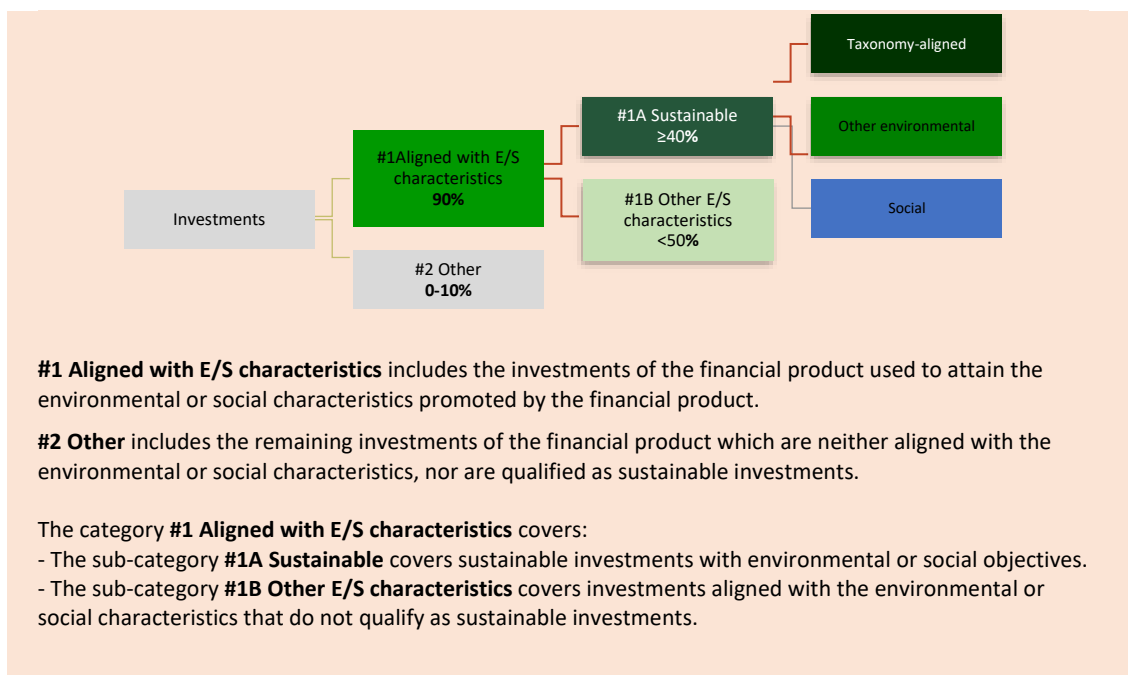 Taxonomy-aligned
#1A Sustainable
≥40%
Other environmental
#1Aligned with E/S
characteristics
90%
#1B Other E/S
characteristics
<50%
Social
Investments
#2 Other
0-10%
#1 Aligned with E/S characteristics includes the investments of the financial product used to attain the
environmental or social characteristics promoted by the financial product.
#2 Other includes the remaining investments of the financial product which are neither aligned with the
environmental or social characteristics, nor are qualified as sustainable investments.
The category #1 Aligned with E/S characteristics covers:
- The sub-category #1A Sustainable covers sustainable investments with environmental or social objectives.
- The sub-category #1B Other E/S characteristics covers investments aligned with the environmental or
social characteristics that do not qualify as sustainable investments.